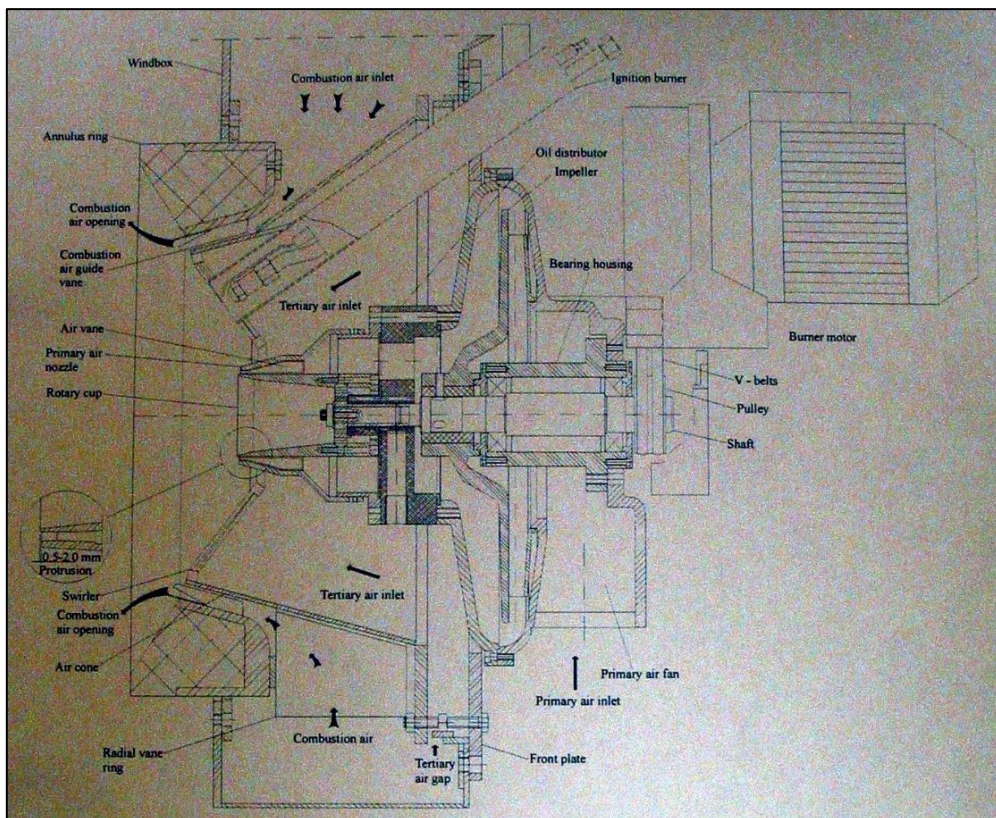 Windbox
Combustion air inlet
Ignition burner
Annulus ring
Oil distributor
Impeller
Combustion
air opening
Combustion
air guide
vane
Bearing housing
Tertiary air inlet
Air vane
Primary air
nozzle
Rotary cup
Burner motor
V - belts
Pulley
Shaft
0.5-2.0 mm
Protrusion
Swirler
Combustion
air opening
Tertiary air inlet
Air cone
Primary air fan
Primary air inlet
Radial vane
ring
Combustion air
Tertiary
air gap
Front plate